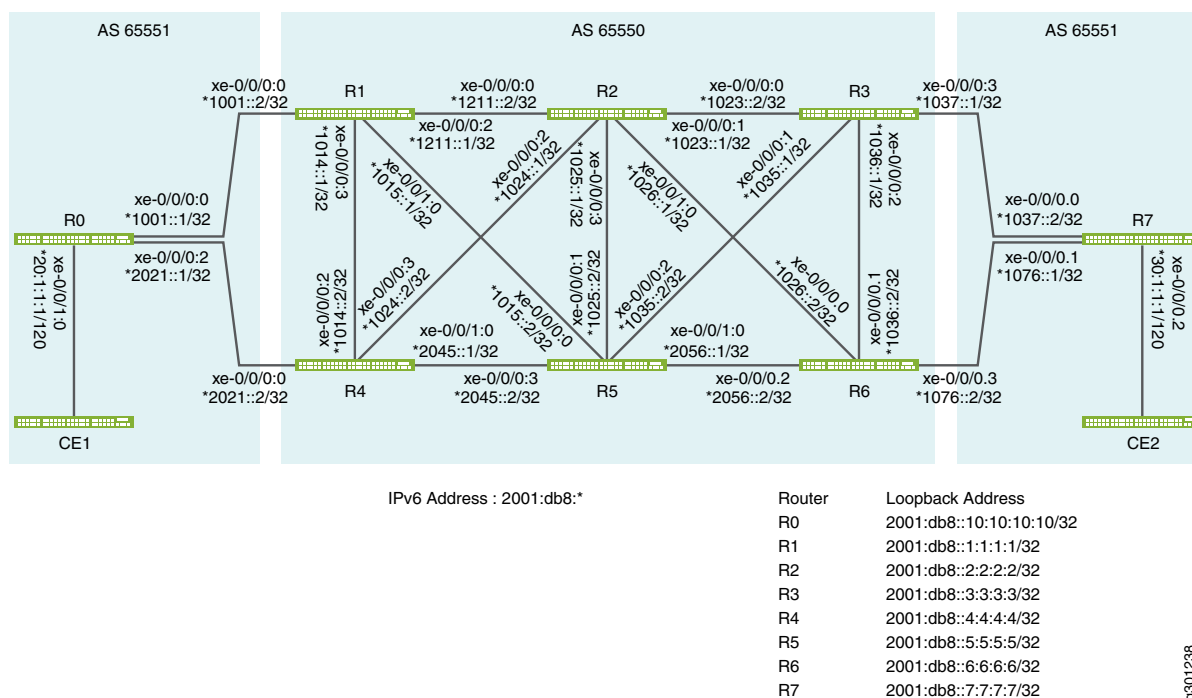 AS 65551
AS 65550
AS 65551
xe-0/0/0:0
*1001::2/32
R1
xe-0/0/0:0
*1211::2/32
R2
xe-0/0/0:0
*1023::2/32
R3
xe-0/0/0:3
*1037::1/32
xe-0/0/0:2
*1211::1/32
xe-0/0/0:1
*1023::1/32
xe-0/0/0:3
*1014::1/32
xe-0/0/1:0
*1015::1/32
xe-0/0/0:2
*1024::1/32
xe-0/0/0:3
*1025::1/32
xe-0/0/1:0
*1026::1/32
xe-0/0/0:1
*1035::1/32
xe-0/0/0:2
*1036::1/32
xe-0/0/0:0
*1001::1/32
R0
xe-0/0/0:2
*2021::1/32
xe-0/0/1:0
*20:1:1:1/120
xe-0/0/0.0
*1037::2/32
R7
xe-0/0/0.1
*1076::1/32
xe-0/0/0.2
*30:1:1:1/120
xe-0/0/0:2
*1014::2/32
xe-0/0/0:3
*1024::2/32
xe-0/0/0:0
*1015::2/32
xe-0/0/0:1
*1025::2/32
xe-0/0/0:2
*1035::2/32
xe-0/0/0.0
*1026::2/32
xe-0/0/0.1
*1036::2/32
xe-0/0/1:0
*2045::1/32
xe-0/0/1:0
*2056::1/32
xe-0/0/0:0
*2021::2/32
R4
xe-0/0/0:3
*2045::2/32
R5
xe-0/0/0.2
*2056::2/32
R6
xe-0/0/0.3
*1076::2/32
CE1
CE2
IPv6 Address : 2001:db8:*
Router Loopback Address
R0 2001:db8::10:10:10:10/32
R1 2001:db8::1:1:1:1/32
R2 2001:db8::2:2:2:2/32
R3 2001:db8::3:3:3:3/32
R4 2001:db8::4:4:4:4/32
R5 2001:db8::5:5:5:5/32
R6 2001:db8::6:6:6:6/32
R7 2001:db8::7:7:7:7/32